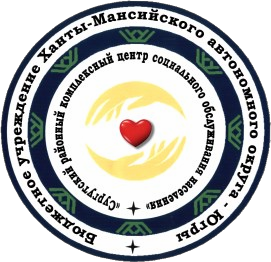 Бюджетное учреждение Ханты-Мансийского автономного округа - Югры
«Сургутский районный комплексный центр социального обслуживания населения»